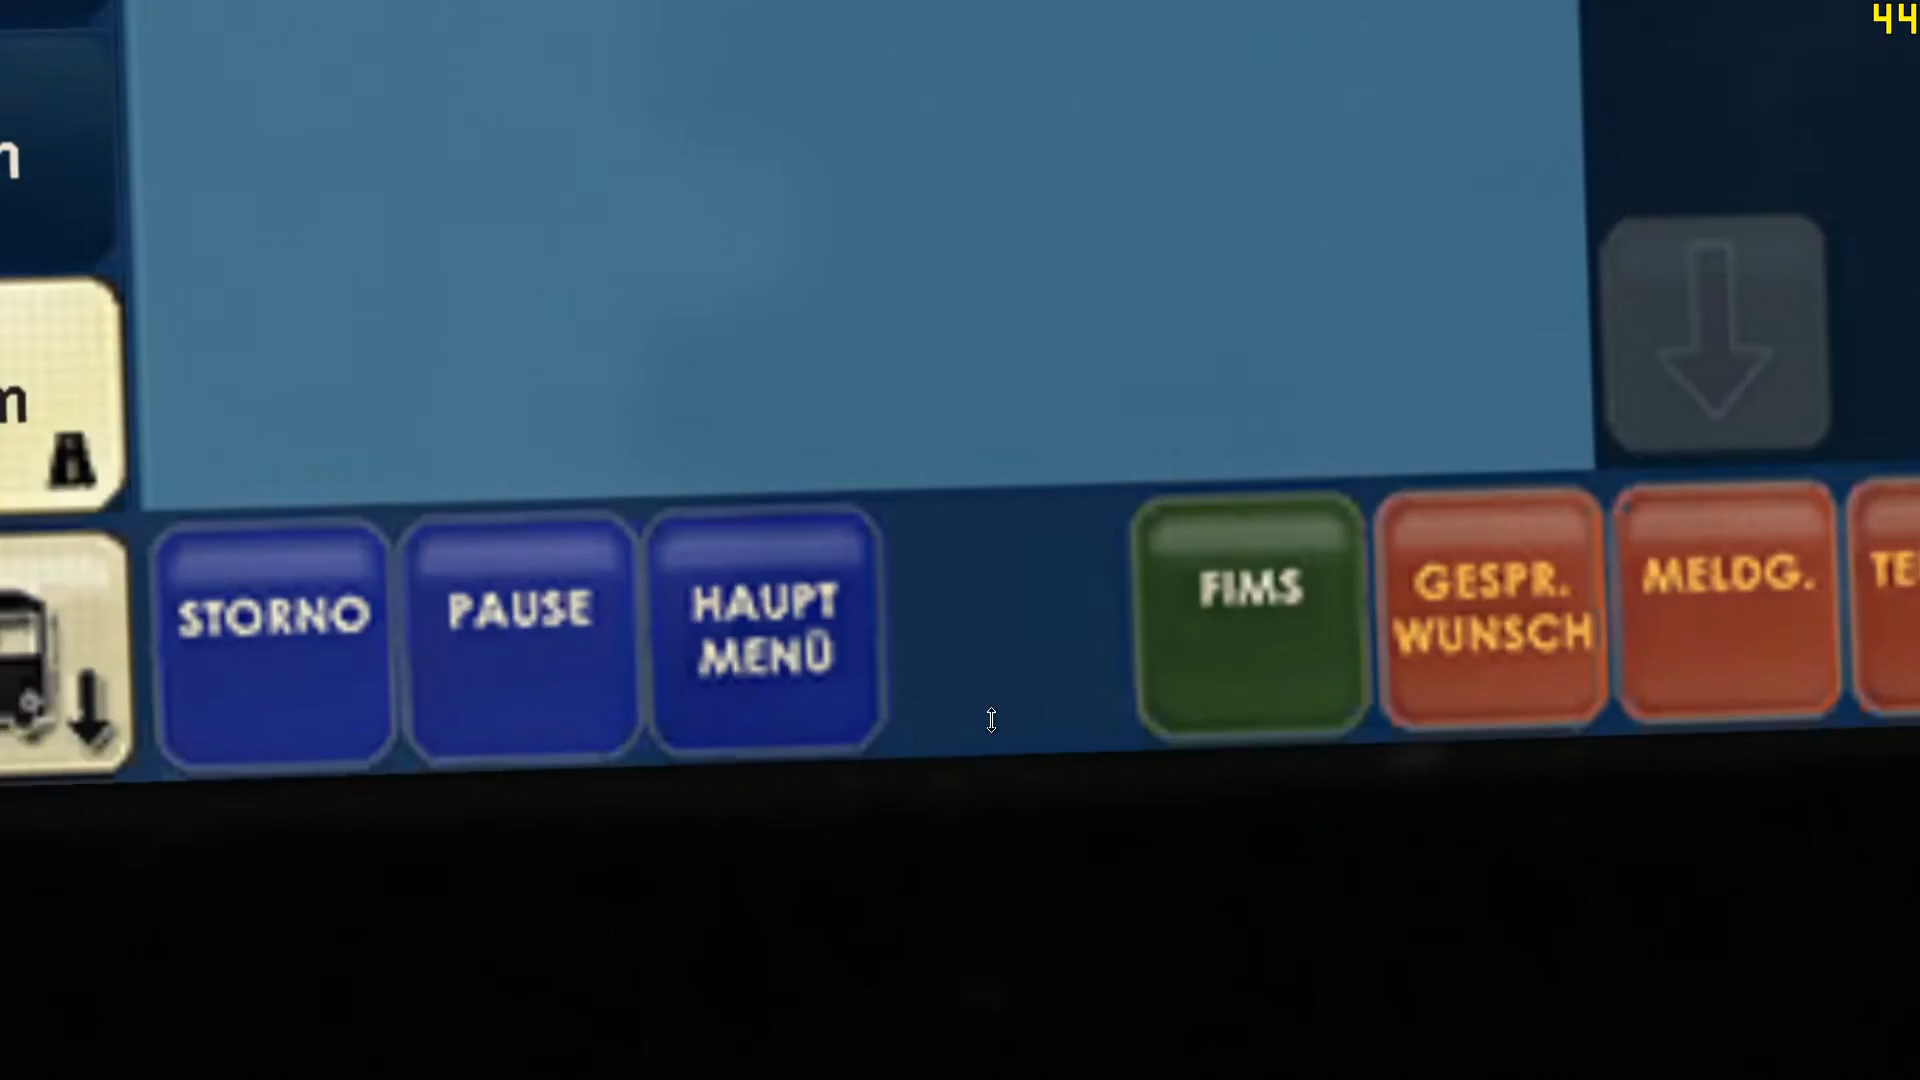 44
n
m
STORNO
PAUSE
HAUPT
MENÜ
FIMS
GESPR.
WUNSCH
MELDG.